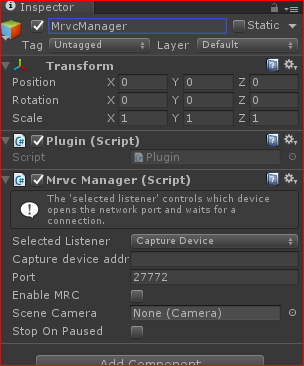 Inspector
MrvcManager Static
Tag Untagged Layer Default
Transform
Position X 0 Y 0 Z 0
Rotation X 0 Y 0 Z 0
Scale X 1 Y 1 Z 1
Plugin (Script)
Script Plugin
Mrvc Manager (Script)
The 'selected listener' controls which device
opens the network port and waits for a
connection.
Selected Listener Capture Device
Capture device addr
Port 27772
Enable MRC
Scene Camera None (Camera)
Stop On Paused
Add Component